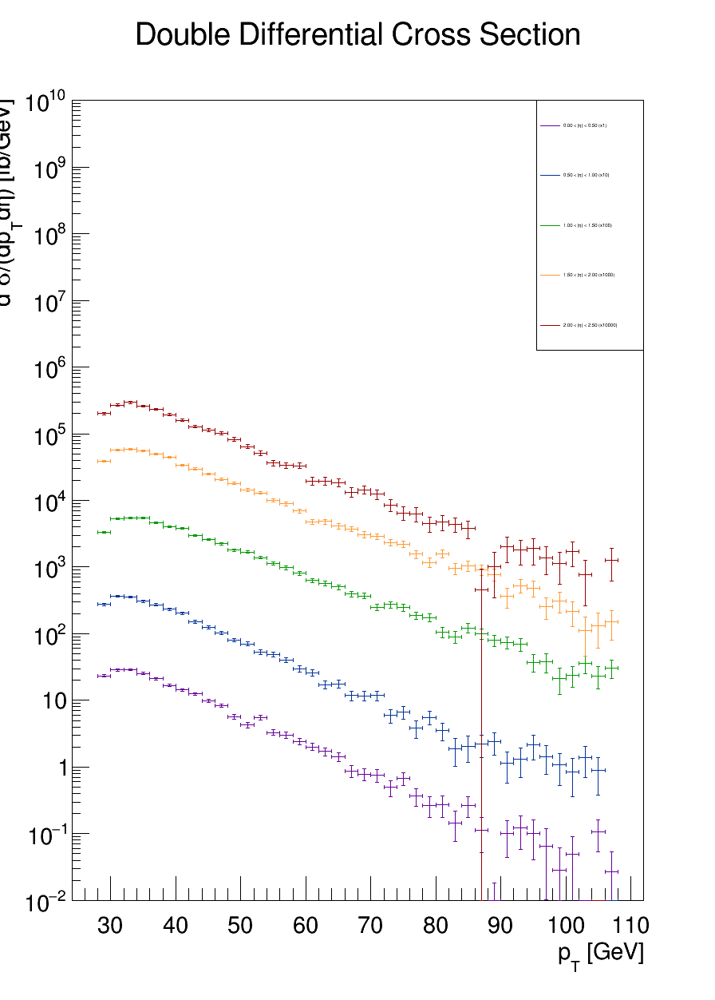 Double Differential Cross Section
d σ/(dp_T dη) [fb/GeV]
10^10
10^9
10^8
10^7
10^6
10^5
10^4
10^3
10^2
10
1
10^−1
10^−2
0.00 < |η| < 0.50 (x1)
0.50 < |η| < 1.00 (x10)
1.00 < |η| < 1.50 (x100)
1.50 < |η| < 2.00 (x1000)
2.00 < |η| < 2.50 (x10000)
30 40 50 60 70 80 90 100 110
p_T [GeV]